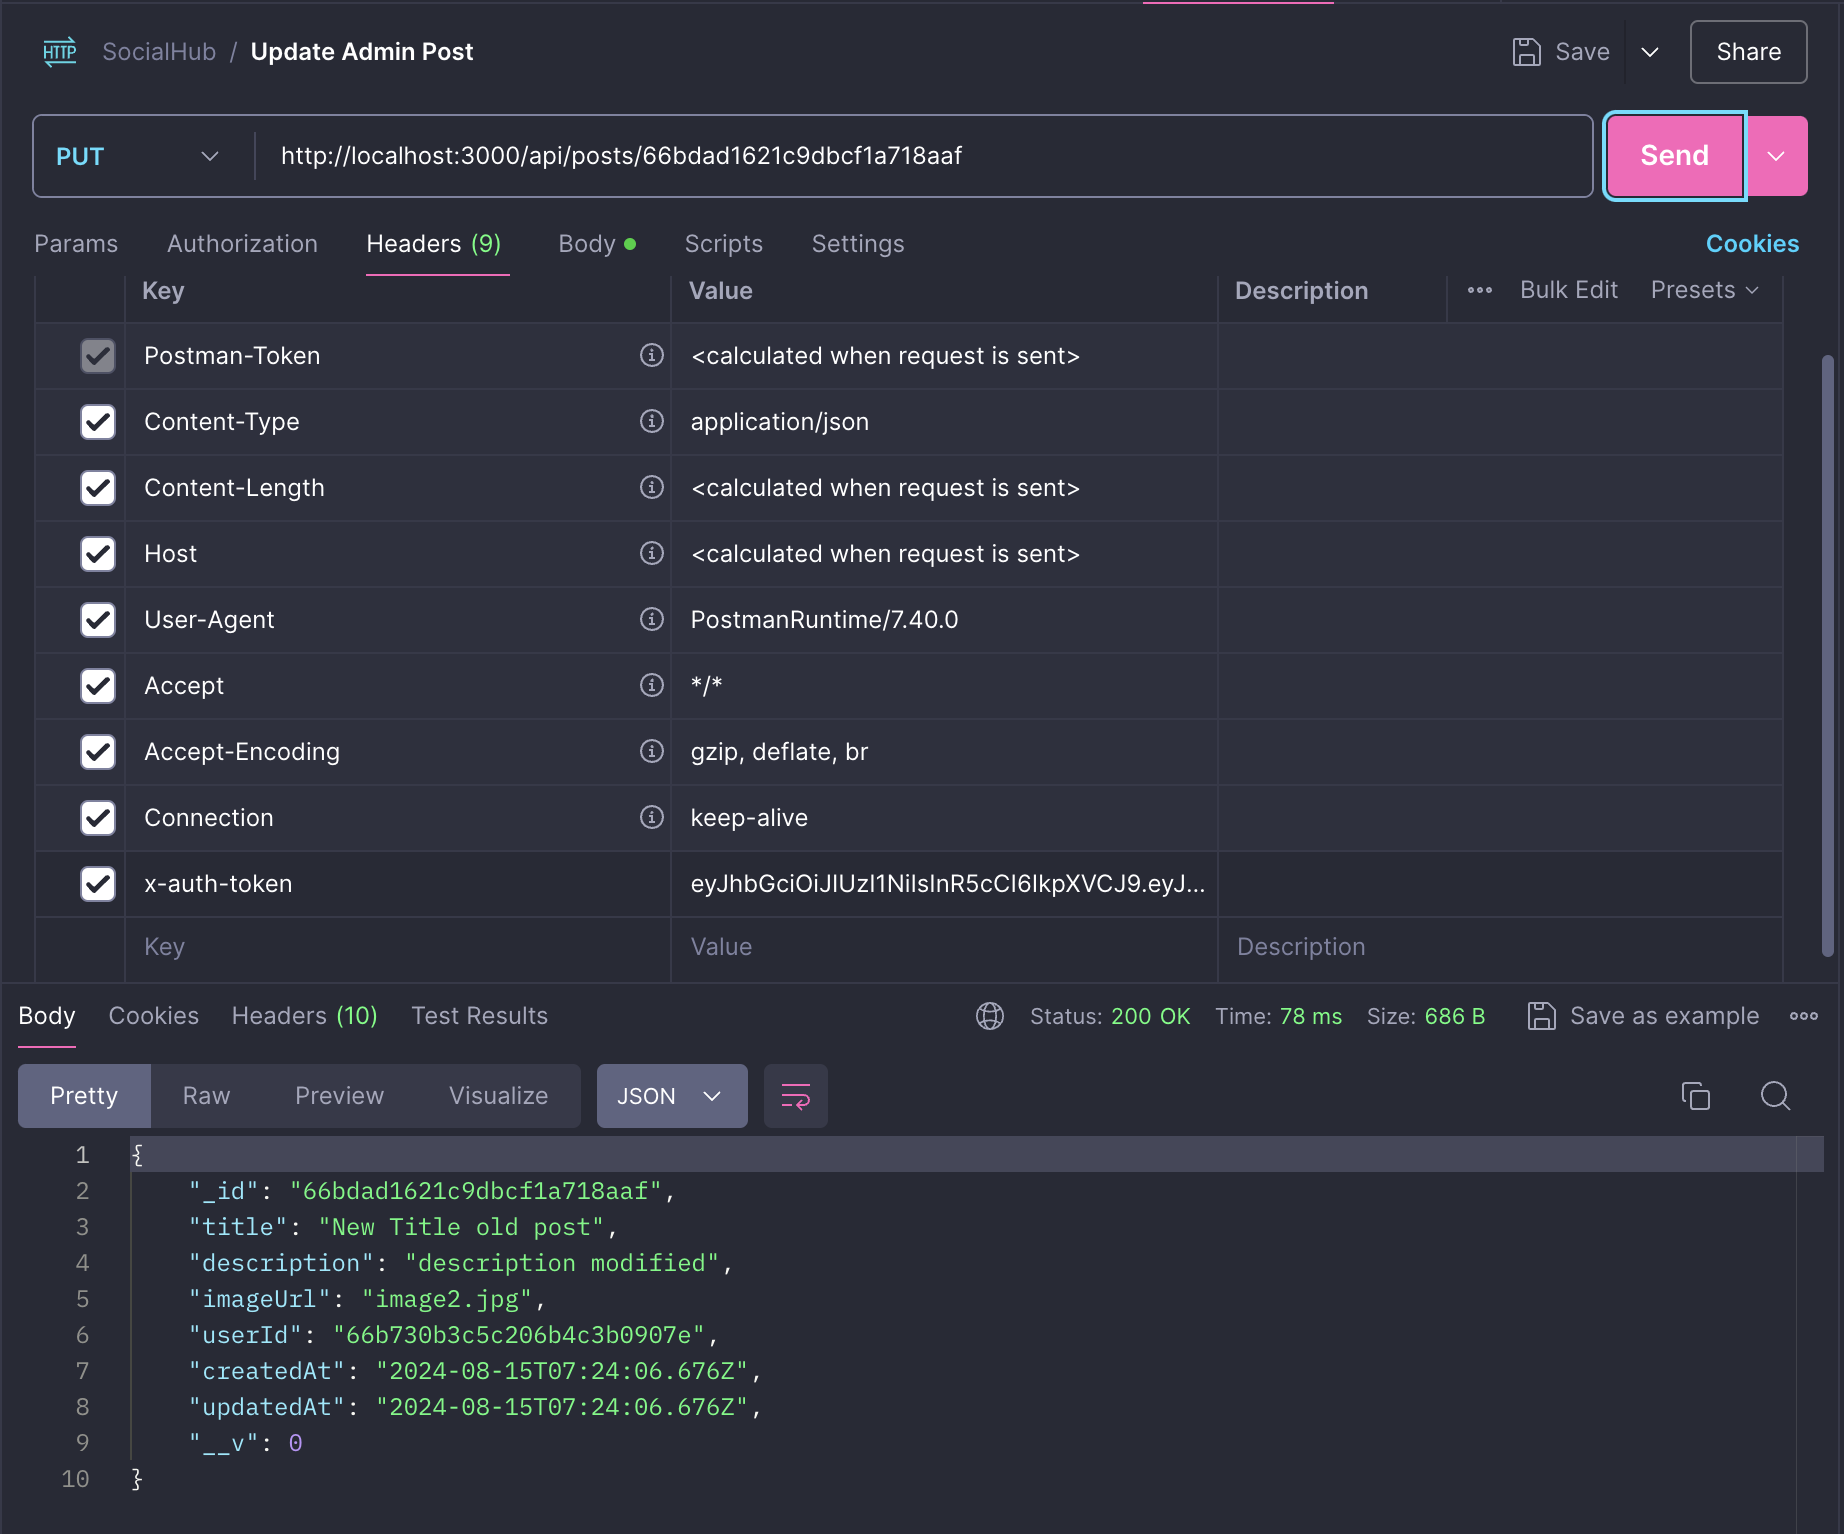 HTTP SocialHub / Update Admin Post Save Share
PUT http://localhost:3000/api/posts/66bdad1621c9dbcf1a718aaf Send
Params Authorization Headers (9) Body Scripts Settings Cookies
Key Value Description Bulk Edit Presets
Postman-Token <calculated when request is sent>
Content-Type application/json
Content-Length <calculated when request is sent>
Host <calculated when request is sent>
User-Agent PostmanRuntime/7.40.0
Accept */*
Accept-Encoding gzip, deflate, br
Connection keep-alive
x-auth-token eyJhbGciOiJIUzI1NiIsInR5cCI6IkpXVCJ9.eyJ...
Key Value Description
Body Cookies Headers (10) Test Results Status: 200 OK Time: 78 ms Size: 686 B Save as example
Pretty Raw Preview Visualize JSON
1 {
2 "_id": "66bdad1621c9dbcf1a718aaf",
3 "title": "New Title old post",
4 "description": "description modified",
5 "imageUrl": "image2.jpg",
6 "userId": "66b730b3c5c206b4c3b0907e",
7 "createdAt": "2024-08-15T07:24:06.676Z",
8 "updatedAt": "2024-08-15T07:24:06.676Z",
9 "__v": 0
10 }